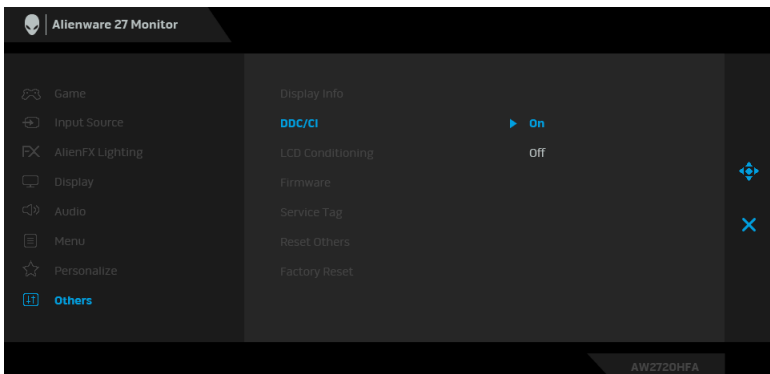 Alienware 27 Monitor
Game
Display Info
Input Source
DDC/CI
On
FX AlienFX Lighting
LCD Conditioning
Off
Display
Firmware
Audio
Service Tag
Menu
Reset Others
Personalize
Factory Reset
Others
AW2720HFA